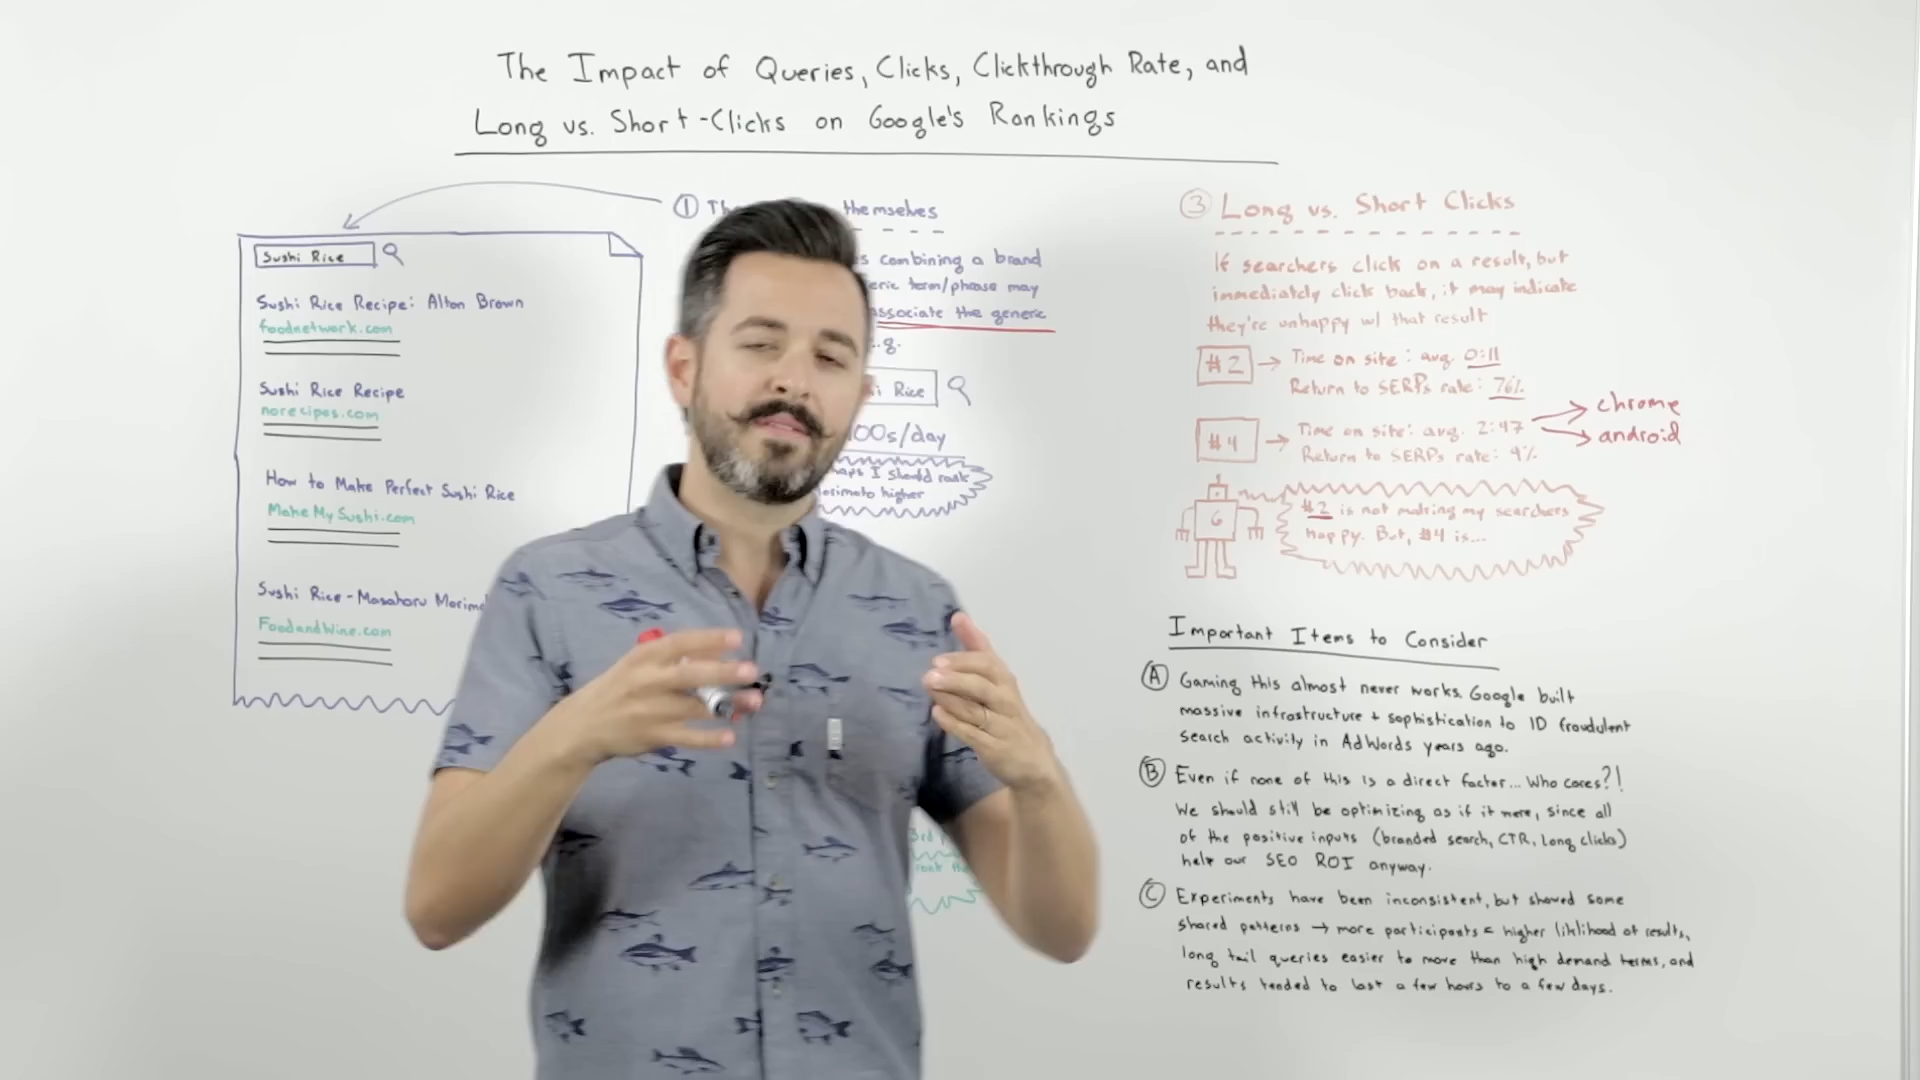 The Impact of Queries, Clicks, Clickthrough Rate, and
Long vs. Short-Clicks on Google's Rankings
Sushi Rice
Sushi Rice Recipe: Alton Brown
foodnetwork.com
Sushi Rice Recipe
norecipes.com
How to Make Perfect Sushi Rice
MakeMySushi.com
Sushi Rice - Masaharu
FoodandWine.com
① themselves
combining a brand
term/phrase may
associate the generic
Rice
00s/day
I should rank
higher
3rd
rank
③ Long vs. Short Clicks
If searchers click on a result, but
immediately click back, it may indicate
they're unhappy w/ that result
#2 → Time on site: avg. 0:11
Return to SERPs rate: 76%
#4 → Time on site: avg. 2:47
Return to SERPs rate: 9%
chrome
android
G
#2 is not making my searchers
happy. But, #4 is...
Important Items to Consider
Ⓐ Gaming this almost never works. Google built
massive infrastructure + sophistication to ID fraudulent
search activity in AdWords years ago.
Ⓑ Even if none of this is a direct factor... Who cares?!
We should still be optimizing as if it were, since all
of the positive inputs (branded search, CTR, Long clicks)
help our SEO ROI anyway.
Ⓒ Experiments have been inconsistent, but showed some
shared patterns → more participants = higher liklihood of results,
long tail queries easier to move than high demand terms, and
results tended to last a few hours to a few days.